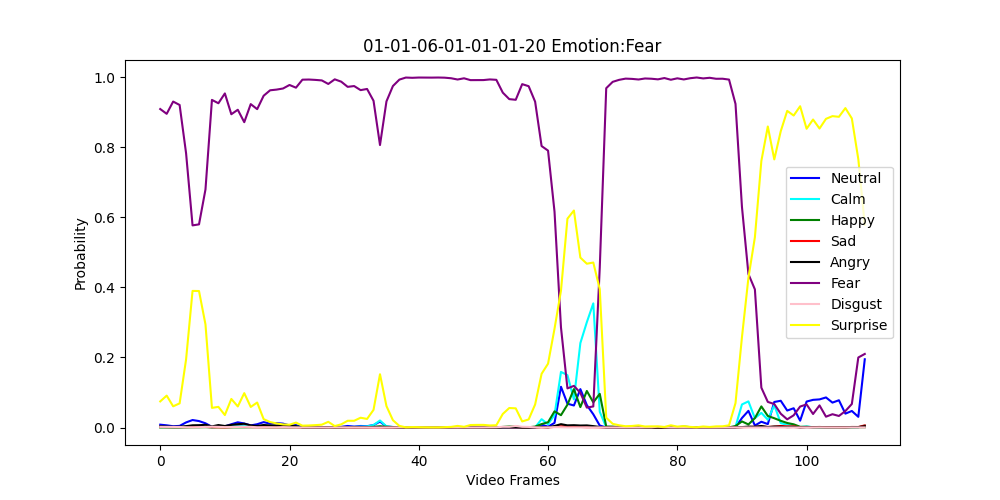 01-01-06-01-01-01-20 Emotion:Fear
1.0
0.8
0.6
0.4
0.2
0.0
Probability
0
20
40
60
80
100
Video Frames
Neutral
Calm
Happy
Sad
Angry
Fear
Disgust
Surprise